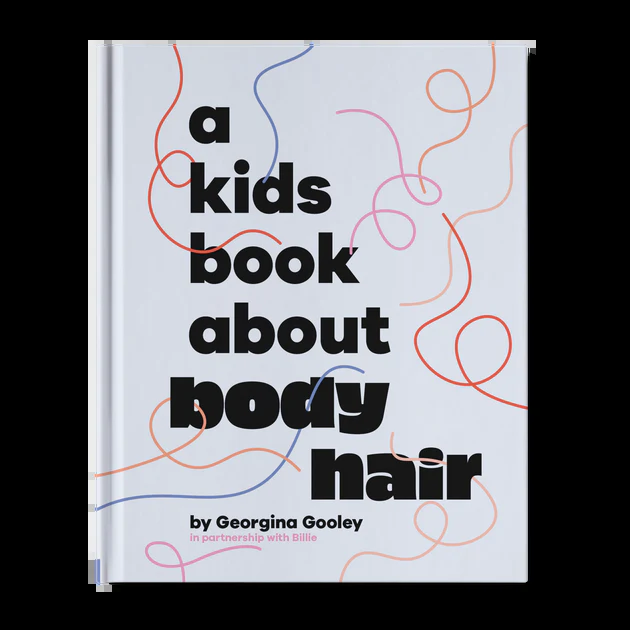 a
kids
book
about
body
hair
by Georgina Gooley
in partnership with Billie